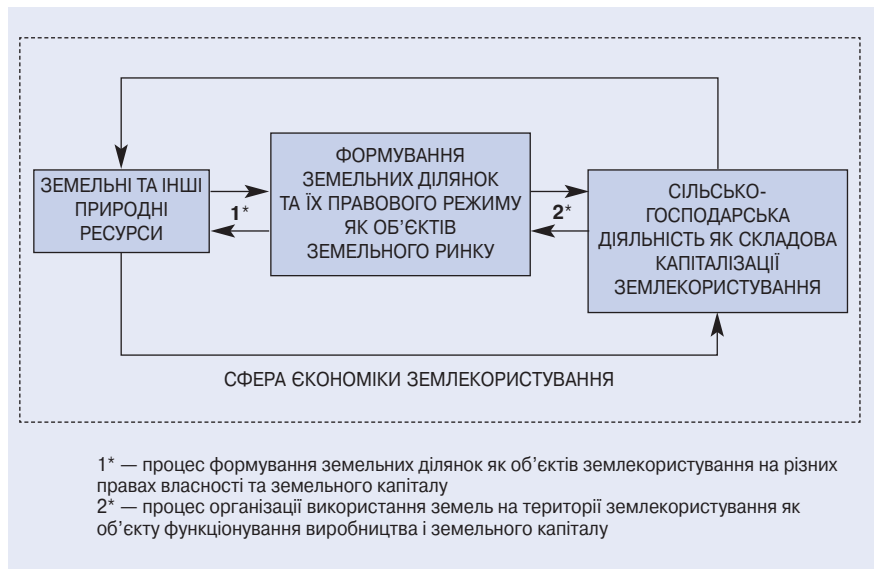 ЗЕМЕЛЬНІ ТА ІНШІ
ПРИРОДНІ
РЕСУРСИ
1*
ФОРМУВАННЯ
ЗЕМЕЛЬНИХ ДІЛЯНОК
ТА ЇХ ПРАВОВОГО РЕЖИМУ
ЯК ОБ’ЄКТІВ
ЗЕМЕЛЬНОГО РИНКУ
2*
СІЛЬСЬКО-
ГОСПОДАРСЬКА
ДІЯЛЬНІСТЬ ЯК СКЛАДОВА
КАПІТАЛІЗАЦІЇ
ЗЕМЛЕКОРИСТУВАННЯ
СФЕРА ЄКОНОМІКИ ЗЕМЛЕКОРИСТУВАННЯ
1* — процес формування земельних ділянок як об’єктів землекористування на різних
правах власності та земельного капіталу
2* — процес організації використання земель на території землекористування як
об’єкту функціонування виробництва і земельного капіталу